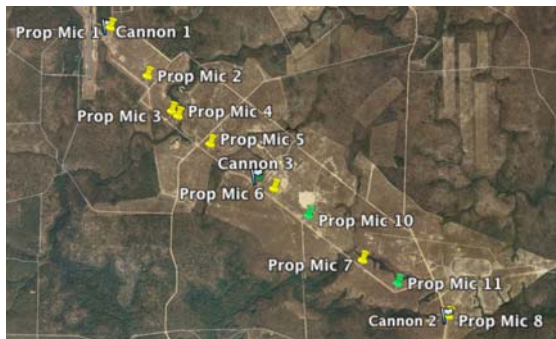 Prop Mic 1 Cannon 1
Prop Mic 2
Prop Mic 3 Prop Mic 4
Prop Mic 5
Cannon 3
Prop Mic 6
Prop Mic 10
Prop Mic 7
Prop Mic 11
Cannon 2 Prop Mic 8